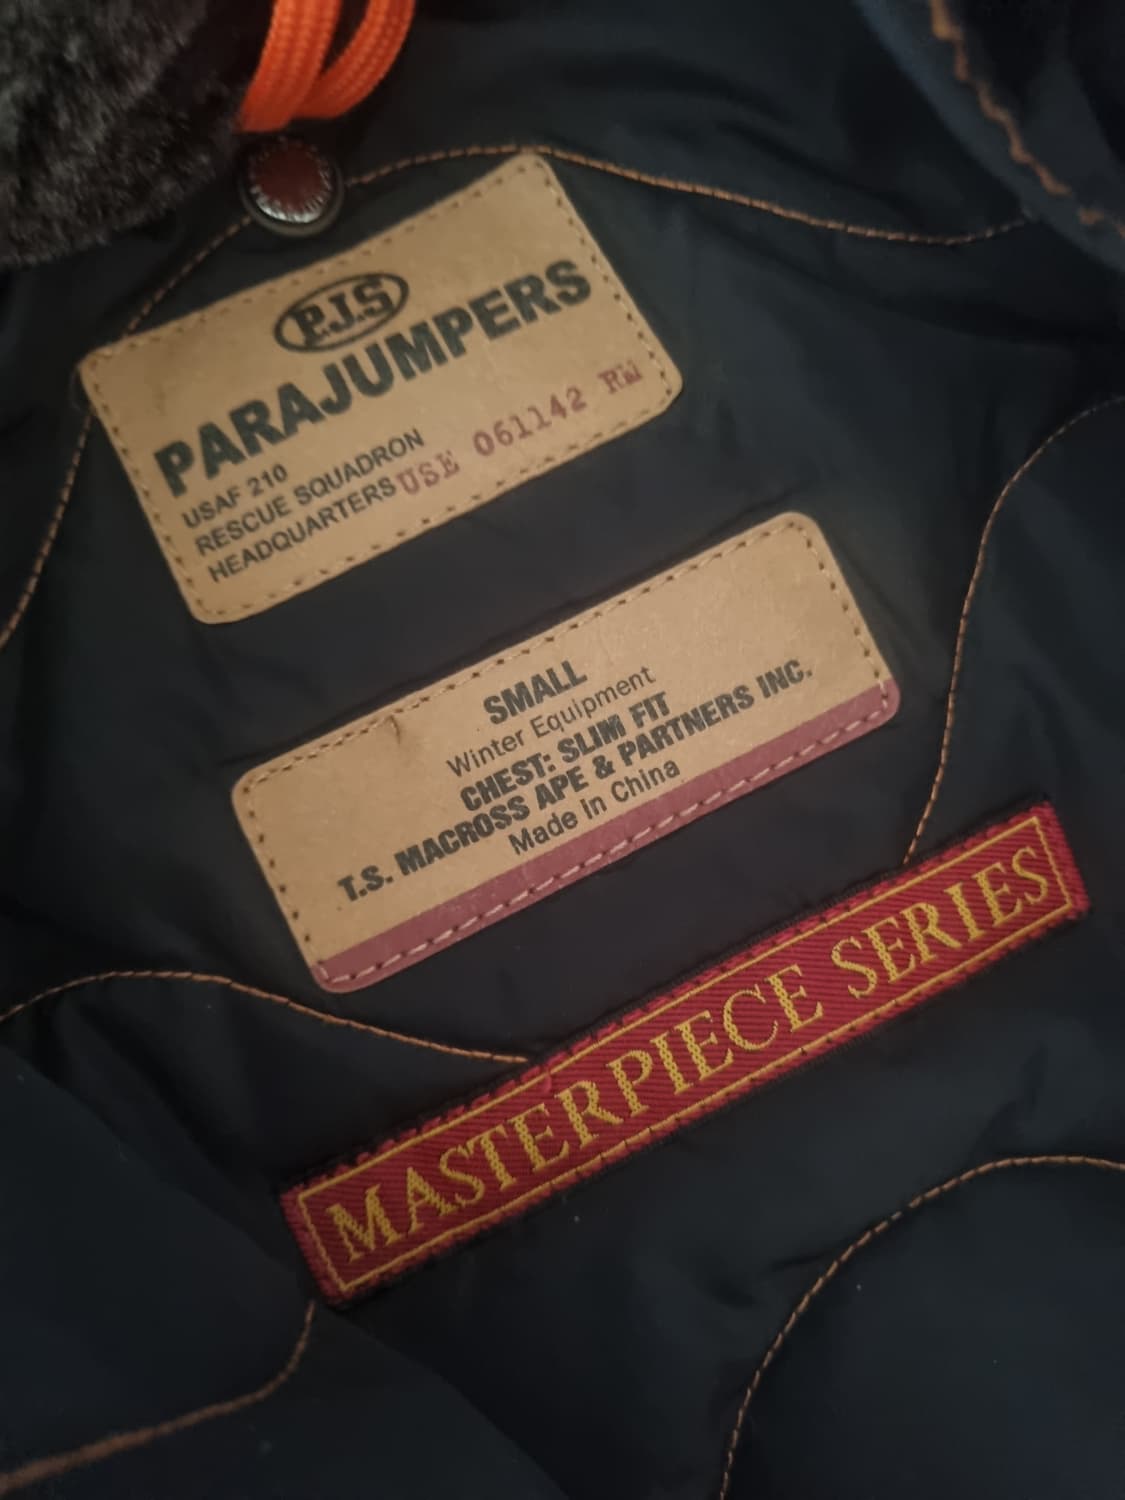 P.J.S
PARAJUMPERS
USAF 210
RESCUE SQUADRON
HEADQUARTERS USE 061142 RW
SMALL
Winter Equipment
CHEST: SLIM FIT
T.S. MACROSS APE & PARTNERS INC.
Made In China
MASTERPIECE SERIES